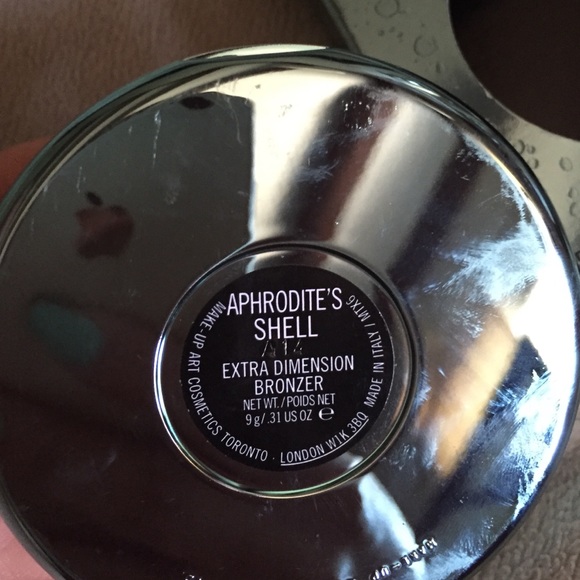 APHRODITE'S
SHELL
A14
EXTRA DIMENSION
BRONZER
NET WT./POIDS NET
9 g/.31 US OZ ℮
MAKE-UP ART COSMETICS TORONTO · LONDON W1K 3BQ MADE IN ITALY / MTX6